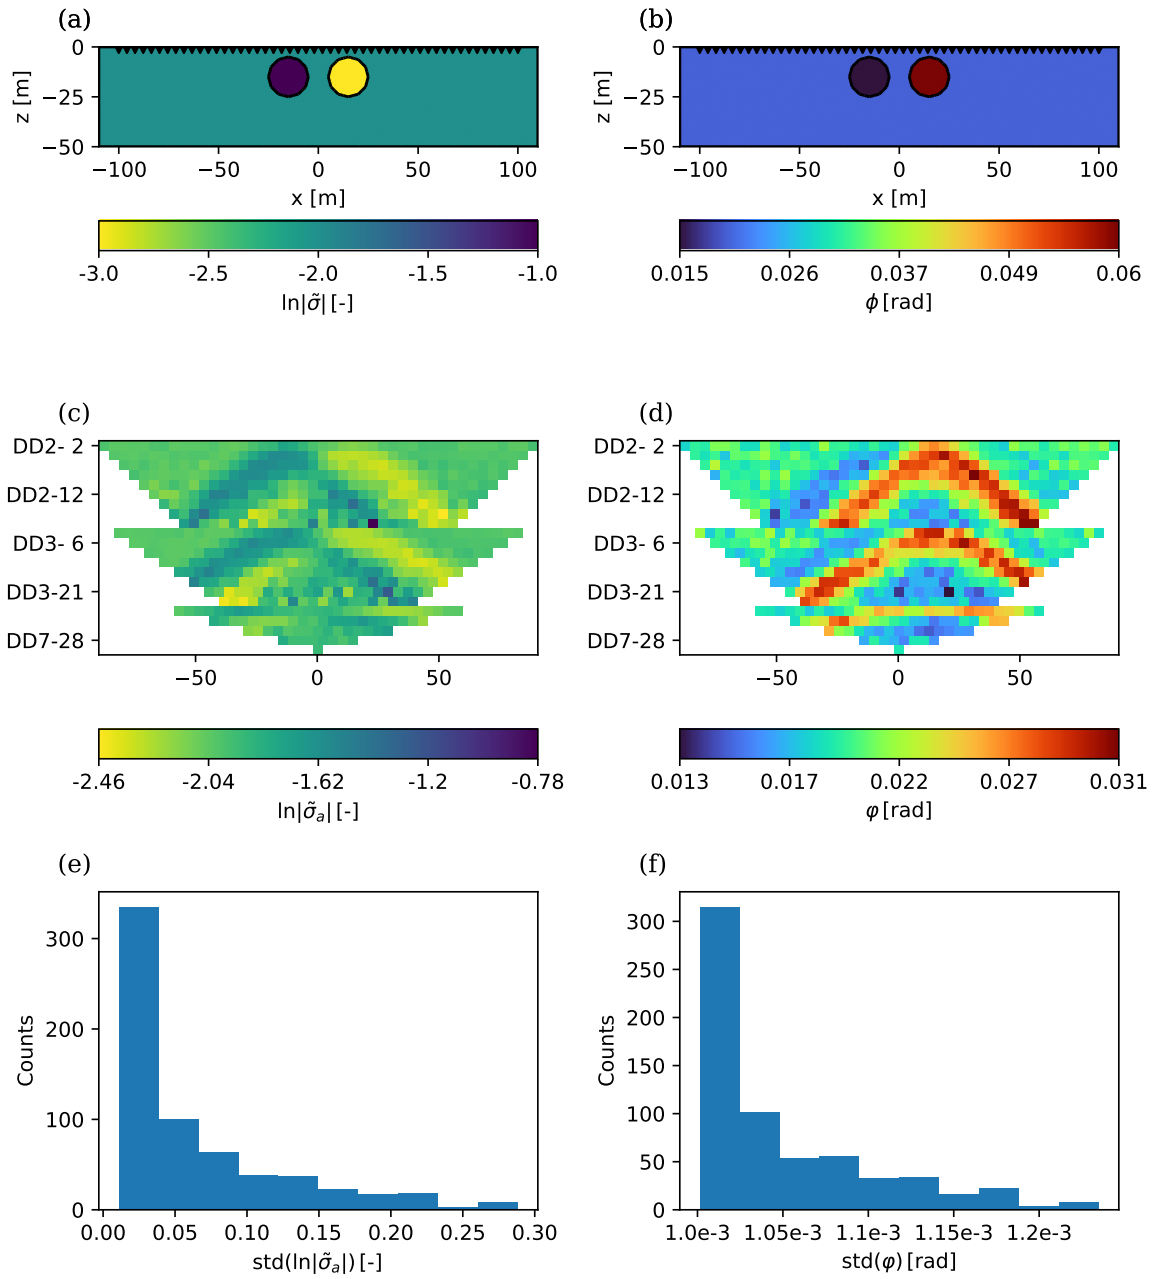 (a)
0
−25
−50
z [m]
−100 −50 0 50 100
x [m]
-3.0 -2.5 -2.0 -1.5 -1.0
ln|σ̃| [-]
(b)
0
−25
−50
z [m]
−100 −50 0 50 100
x [m]
0.015 0.026 0.037 0.049 0.06
ϕ [rad]
(c)
DD2- 2
DD2-12
DD3- 6
DD3-21
DD7-28
−50 0 50
-2.46 -2.04 -1.62 -1.2 -0.78
ln|σ̃ₐ| [-]
(d)
DD2- 2
DD2-12
DD3- 6
DD3-21
DD7-28
−50 0 50
0.013 0.017 0.022 0.027 0.031
φ [rad]
(e)
300
200
100
0
Counts
0.00 0.05 0.10 0.15 0.20 0.25 0.30
std(ln|σ̃ₐ|) [-]
(f)
300
250
200
150
100
50
0
Counts
1.0e-3 1.05e-3 1.1e-3 1.15e-3 1.2e-3
std(φ) [rad]